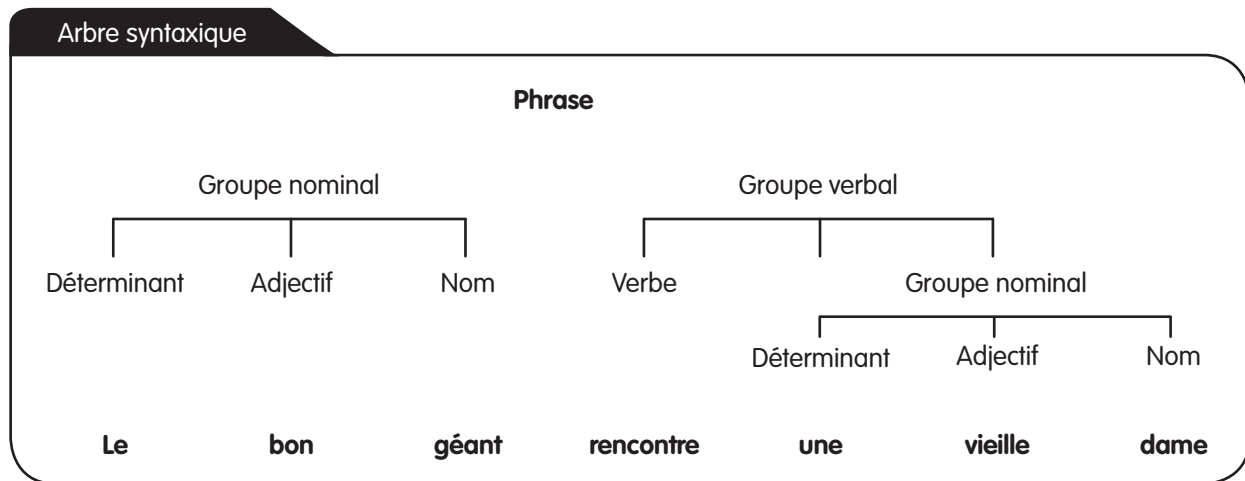 Arbre syntaxique
Phrase
Groupe nominal Groupe verbal
Déterminant Adjectif Nom Verbe Groupe nominal
Déterminant Adjectif Nom
Le bon géant rencontre une vieille dame